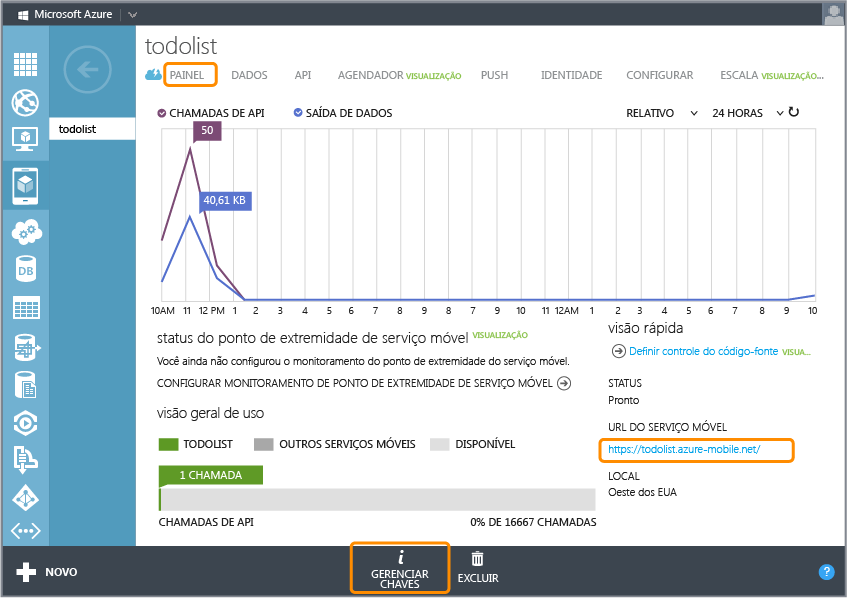 Microsoft Azure
todolist
PAINEL DADOS API AGENDADOR VISUALIZAÇÃO PUSH IDENTIDADE CONFIGURAR ESCALA VISUALIZAÇÃO...
todolist
CHAMADAS DE API SAÍDA DE DADOS RELATIVO 24 HORAS
50
40,61 KB
10AM 11 12 PM 1 2 3 4 5 6 7 8 9 10 11 12AM 1 2 3 4 5 6 7 8 9 10
status do ponto de extremidade de serviço móvel VISUALIZAÇÃO
Você ainda não configurou o monitoramento do ponto de extremidade do serviço móvel.
CONFIGURAR MONITORAMENTO DE PONTO DE EXTREMIDADE DE SERVIÇO MÓVEL
visão geral de uso
TODOLIST OUTROS SERVIÇOS MÓVEIS DISPONÍVEL
1 CHAMADA
CHAMADAS DE API 0% DE 16667 CHAMADAS
visão rápida
Definir controle do código-fonte VISUA...
STATUS
Pronto
URL DO SERVIÇO MÓVEL
https://todolist.azure-mobile.net/
LOCAL
Oeste dos EUA
DB
NOVO
i
GERENCIAR
CHAVES
EXCLUIR
?